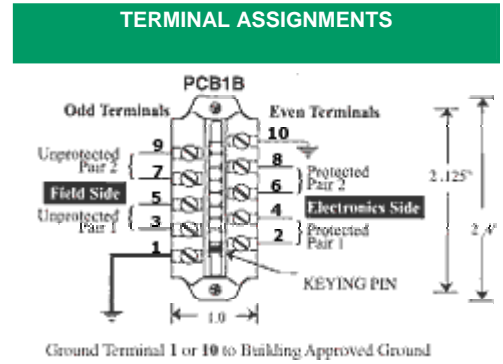 TERMINAL ASSIGNMENTS
PCB1B
Odd Terminals
Even Terminals
10
9
Unprotected
Pair 2
7
8
Protected
Pair 2
6
Field Side
5
4
Electronics Side
Unprotected
Pair 1
3
2
Protected
Pair 1
1
KEYING PIN
1.0
2.125"
Ground Terminal 1 or 10 to Building Approved Ground